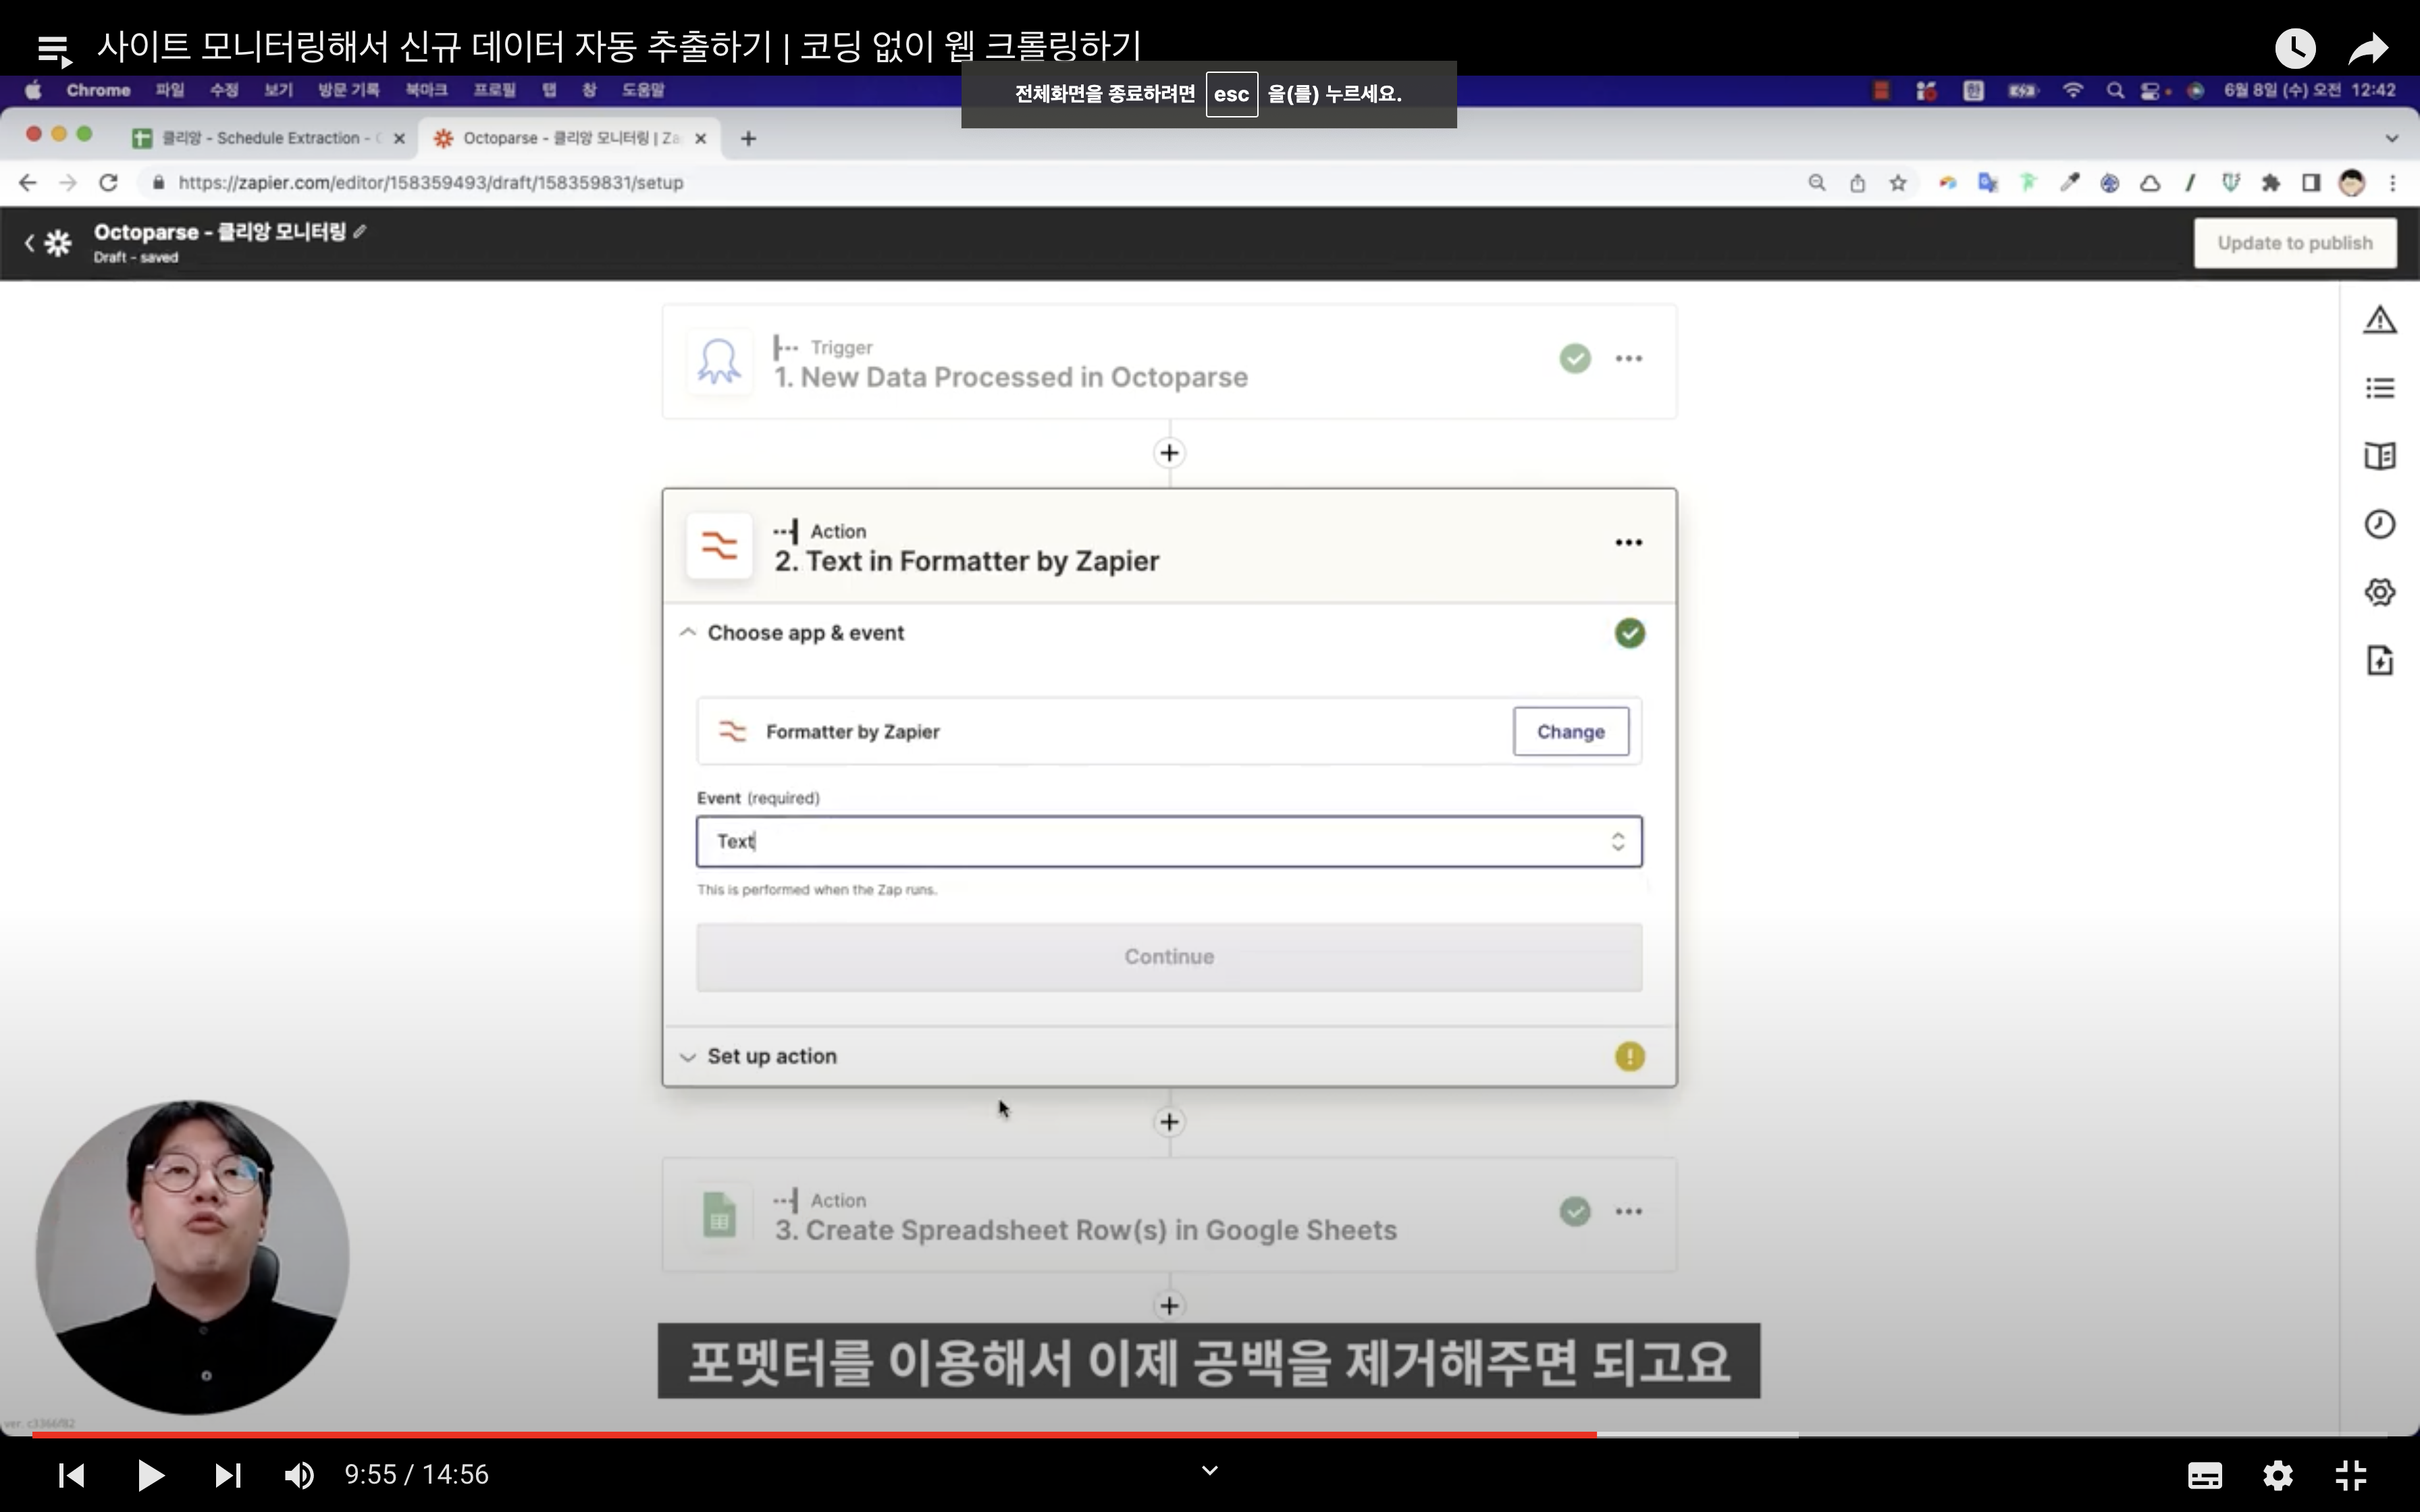 사이트 모니터링해서 신규 데이터 자동 추출하기 | 코딩 없이 웹 크롤링하기
전체화면을 종료하려면 esc 을(를) 누르세요.
Chrome 파일 수정 보기 방문 기록 북마크 프로필 탭 창 도움말
한
6월 8일 (수) 오전 12:42
클리앙 - Schedule Extraction -
Octoparse - 클리앙 모니터링 | Za
https://zapier.com/editor/158359493/draft/158359831/setup
Octoparse - 클리앙 모니터링
Draft - saved
Update to publish
Trigger
1. New Data Processed in Octoparse
Action
2. Text in Formatter by Zapier
Choose app & event
Formatter by Zapier
Change
Event (required)
Text
This is performed when the Zap runs.
Continue
Set up action
Action
3. Create Spreadsheet Row(s) in Google Sheets
포멧터를 이용해서 이제 공백을 제거해주면 되고요
ver. c3366f82
9:55 / 14:56